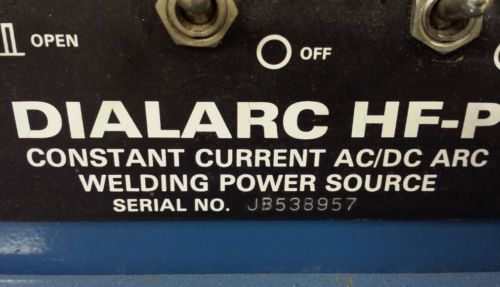 OPEN
OFF
DIALARC HF-P
CONSTANT CURRENT AC/DC ARC
WELDING POWER SOURCE
SERIAL NO. JB538957